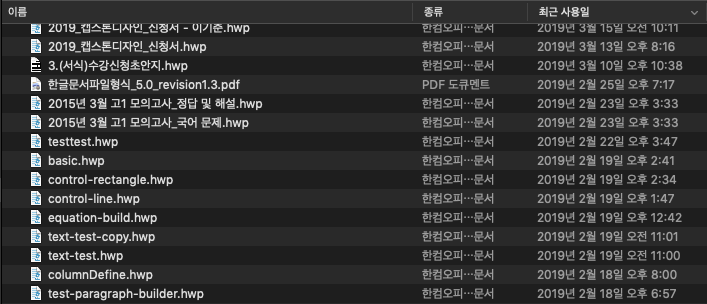 이름 종류 최근 사용일
2019_캡스톤디자인_신청서 - 이기준.hwp 한컴오피…문서 2019년 3월 15일 오전 10:11
2019_캡스톤디자인_신청서.hwp 한컴오피…문서 2019년 3월 13일 오후 8:16
3.(서식)수강신청초안지.hwp 한컴오피…문서 2019년 3월 10일 오후 10:38
한글문서파일형식_5.0_revision1.3.pdf PDF 도큐멘트 2019년 2월 25일 오후 7:17
2015년 3월 고1 모의고사_정답 및 해설.hwp 한컴오피…문서 2019년 2월 23일 오후 3:33
2015년 3월 고1 모의고사_국어 문제.hwp 한컴오피…문서 2019년 2월 23일 오후 3:33
testtest.hwp 한컴오피…문서 2019년 2월 22일 오후 3:47
basic.hwp 한컴오피…문서 2019년 2월 19일 오후 2:41
control-rectangle.hwp 한컴오피…문서 2019년 2월 19일 오후 2:34
control-line.hwp 한컴오피…문서 2019년 2월 19일 오후 1:47
equation-build.hwp 한컴오피…문서 2019년 2월 19일 오후 12:42
text-test-copy.hwp 한컴오피…문서 2019년 2월 19일 오전 11:01
text-test.hwp 한컴오피…문서 2019년 2월 19일 오전 11:00
columnDefine.hwp 한컴오피…문서 2019년 2월 18일 오후 8:00
test-paragraph-builder.hwp 한컴오피…문서 2019년 2월 18일 오후 6:57